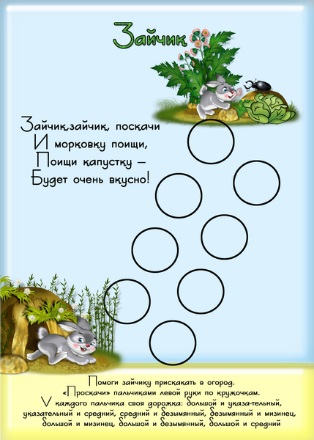 Зайчик
Зайчик,зайчик, поскачи
И морковку поищи,
Поищи капустку –
Будет очень вкусно!
Помоги зайчику прискакать в огород.
«Проскачи» пальчиками левой руки по кружочкам.
У каждого пальчика своя дорожка: большой и указа-тельный,
указательный и средний, средний и безымянный, безымянный и мизинец,
большой и мизинец, большой и безымянный, большой и средний